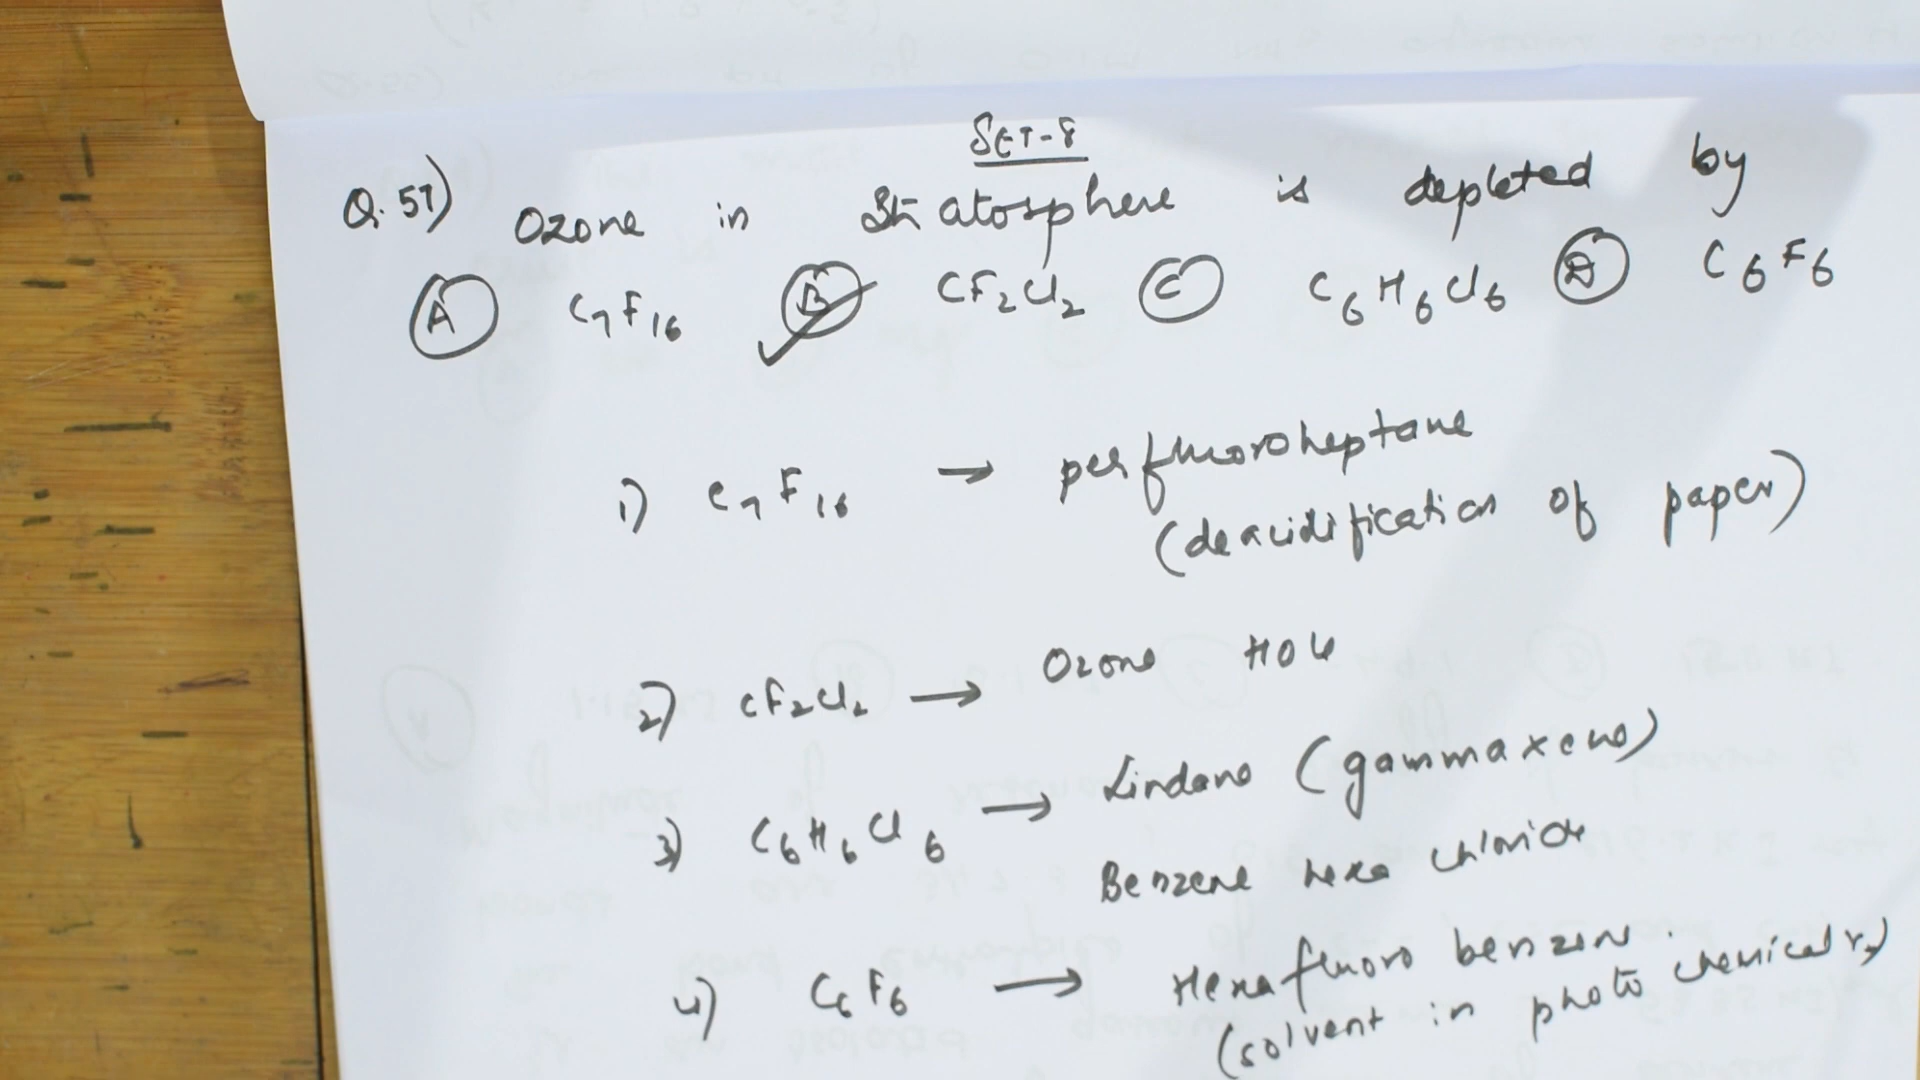 SET-8
Q.57) Ozone in Stratosphere is depleted by
(A) C7F16 (B) CF2Cl2 (C) C6H6Cl6 (D) C6F6
1) C7F16 → perfluoroheptane
(deacidification of paper)
2) CF2Cl2 → Ozone Hole
3) C6H6Cl6 → Lindane (gammaxene)
Benzene hexa chloride
4) C6F6 → Hexafluoro benzene.
(solvent in photo chemical rx)